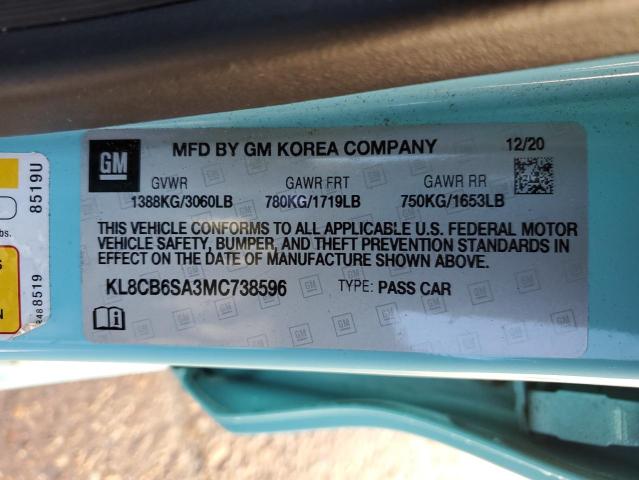 MFD BY GM KOREA COMPANY
12/20
GM
GVWR GAWR FRT GAWR RR
1388KG/3060LB 780KG/1719LB 750KG/1653LB
THIS VEHICLE CONFORMS TO ALL APPLICABLE U.S. FEDERAL MOTOR
VEHICLE SAFETY, BUMPER, AND THEFT PREVENTION STANDARDS IN
EFFECT ON THE DATE OF MANUFACTURE SHOWN ABOVE.
KL8CB6SA3MC738596 TYPE: PASS CAR
8519U